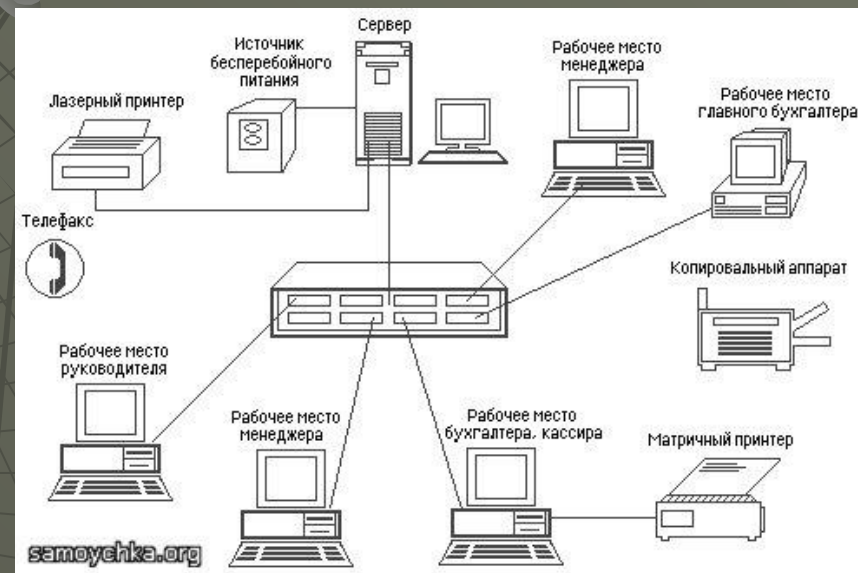 Сервер
Источник
бесперебойного
питания
Рабочее место
менеджера
Лазерный принтер
Рабочее место
главного бухгалтера
Телефакс
Копировальный аппарат
Рабочее место
руководителя
Рабочее место
менеджера
Рабочее место
бухгалтера, кассира
Матричный принтер
samoychka.org